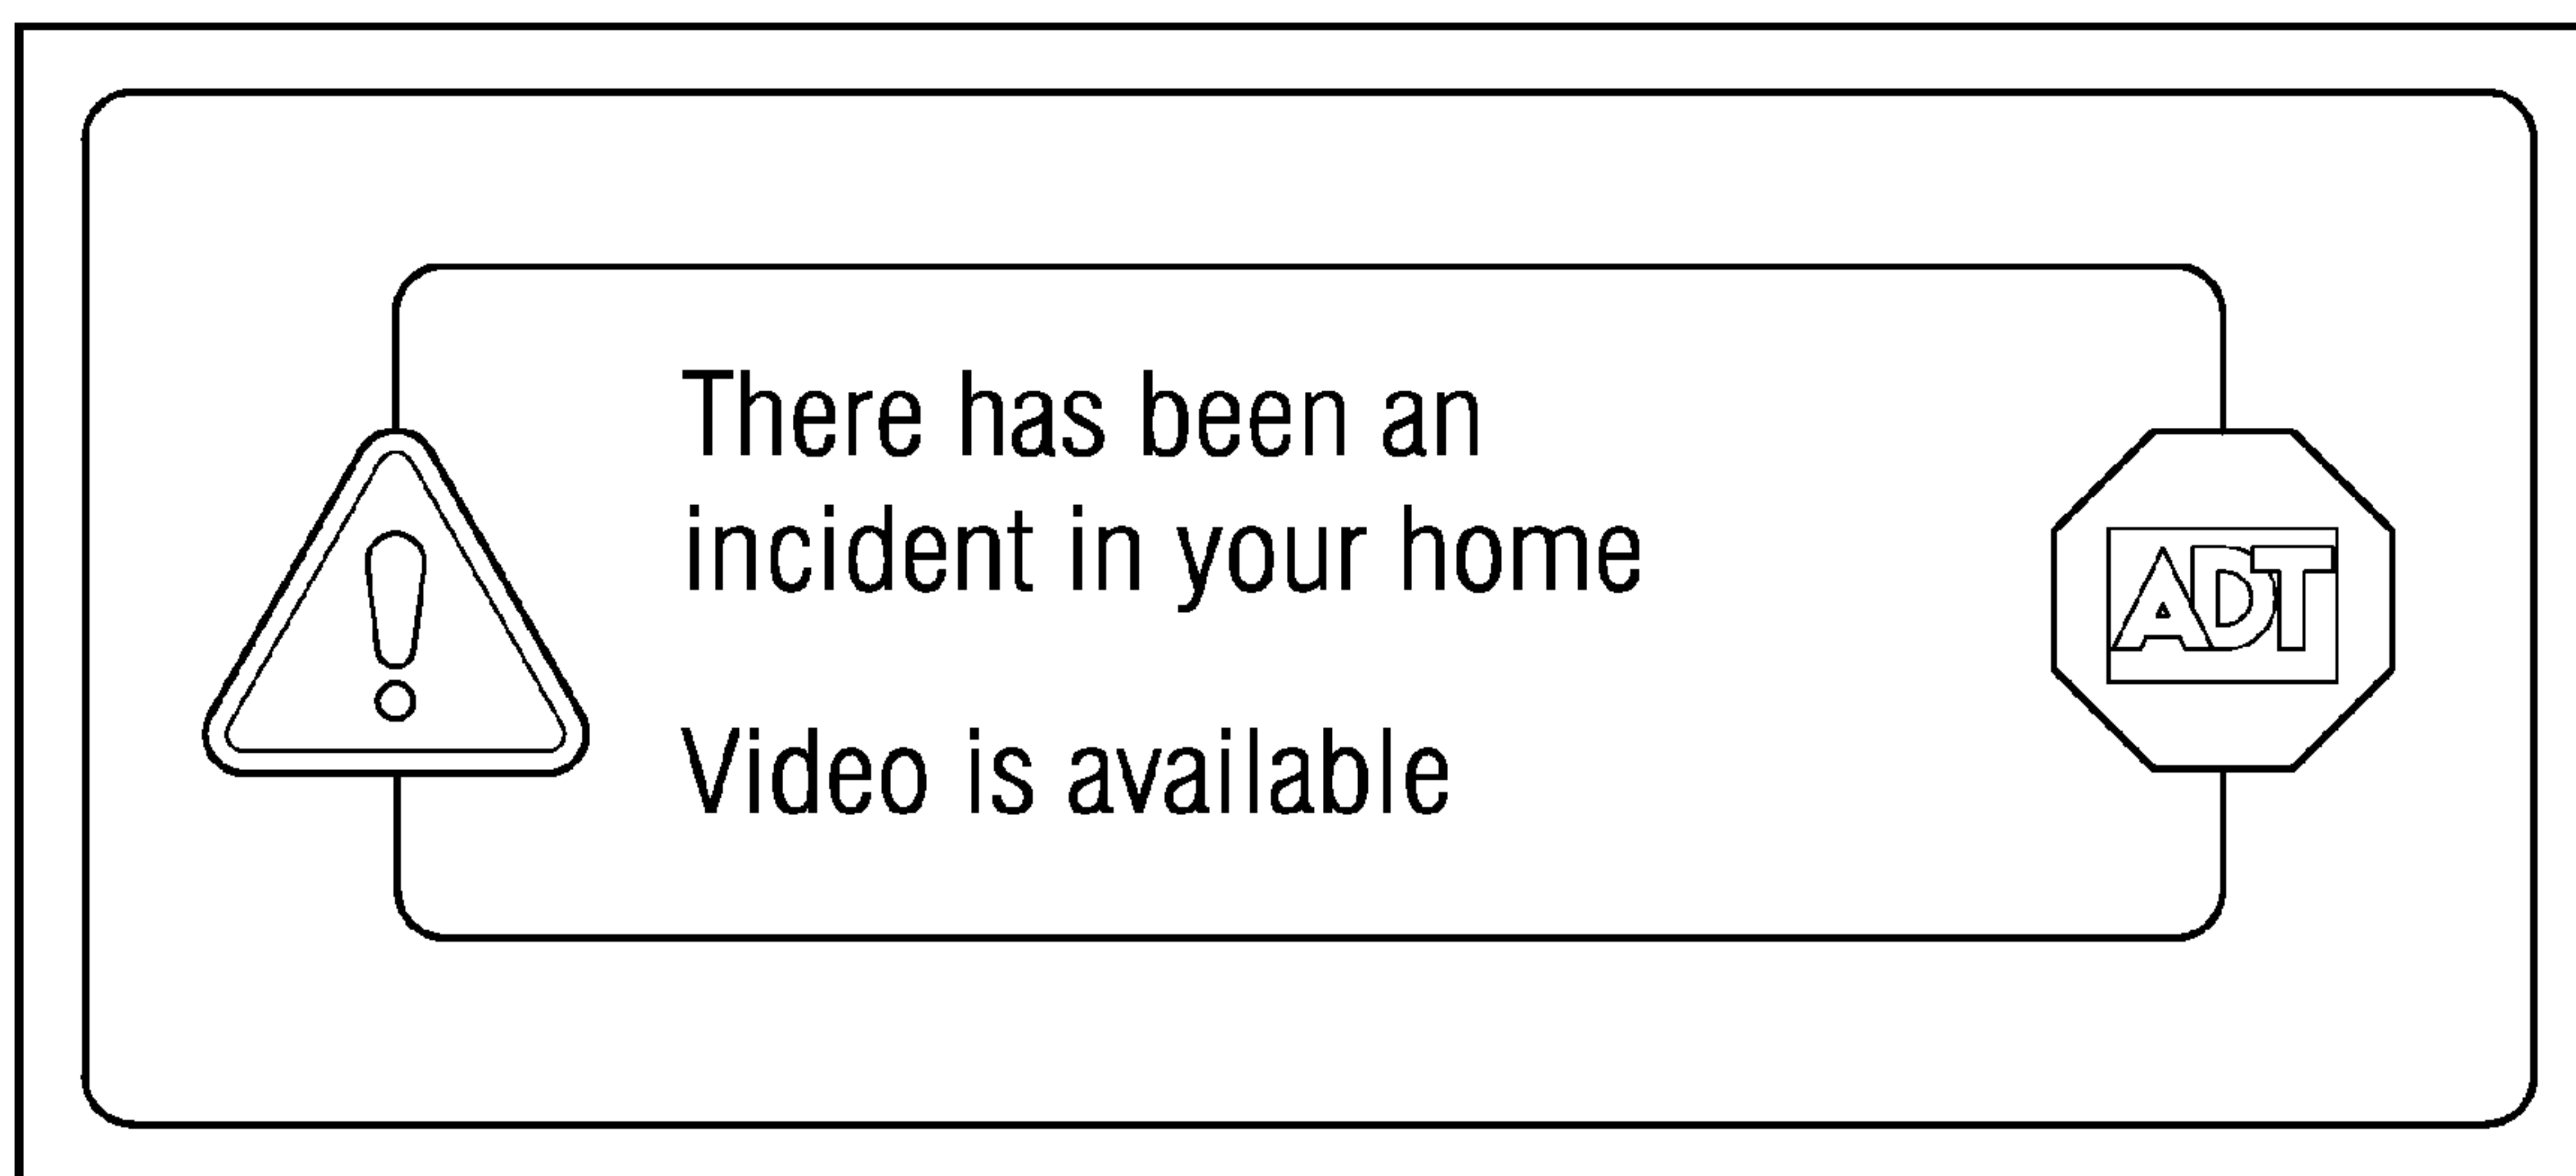 There has been an
incident in your home
ADT
Video is available